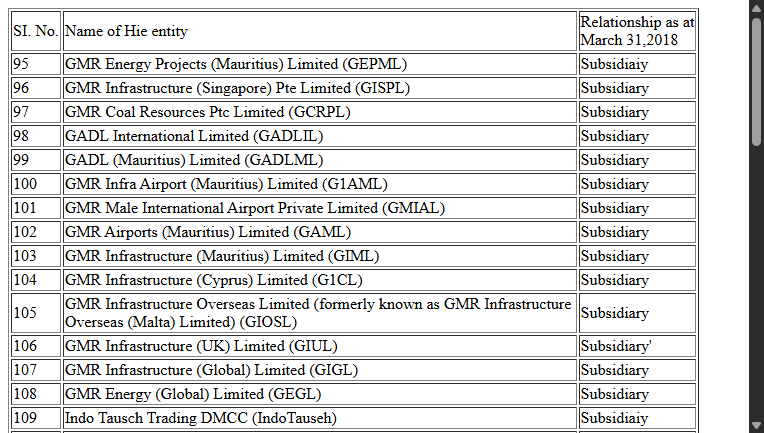 SI. No. Name of Hie entity Relationship as at
March 31,2018
95 GMR Energy Projects (Mauritius) Limited (GEPML) Subsidiaiy
96 GMR Infrastructure (Singapore) Pte Limited (GISPL) Subsidiary
97 GMR Coal Resources Ptc Limited (GCRPL) Subsidiary
98 GADL International Limited (GADLIL) Subsidiary
99 GADL (Mauritius) Limited (GADLML) Subsidiary
100 GMR Infra Airport (Mauritius) Limited (G1AML) Subsidiary
101 GMR Male International Airport Private Limited (GMIAL) Subsidiary
102 GMR Airports (Mauritius) Limited (GAML) Subsidiary
103 GMR Infrastructure (Mauritius) Limited (GIML) Subsidiary
104 GMR Infrastructure (Cyprus) Limited (G1CL) Subsidiary
105 GMR Infrastructure Overseas Limited (formerly known as GMR Infrastructure
Overseas (Malta) Limited) (GIOSL) Subsidiary
106 GMR Infrastructure (UK) Limited (GIUL) Subsidiary'
107 GMR Infrastructure (Global) Limited (GIGL) Subsidiary
108 GMR Energy (Global) Limited (GEGL) Subsidiary
109 Indo Tausch Trading DMCC (IndoTauseh) Subsidiaiy